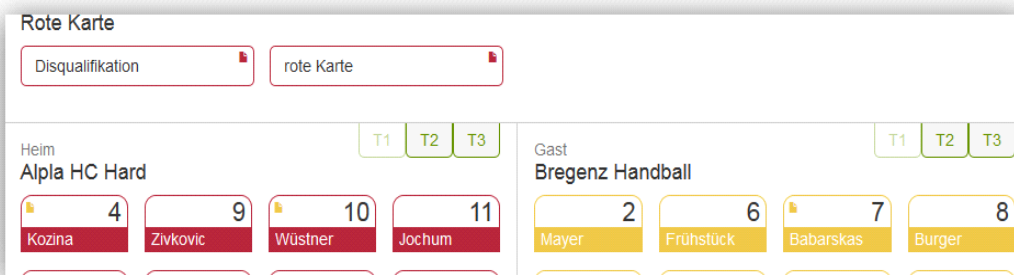 Rote Karte
Disqualifikation rote Karte
Heim T1 T2 T3
Alpla HC Hard
4 9 10 11
Kozina Zivkovic Wüstner Jochum
Gast T1 T2 T3
Bregenz Handball
2 6 7 8
Mayer Frühstück Babarskas Burger